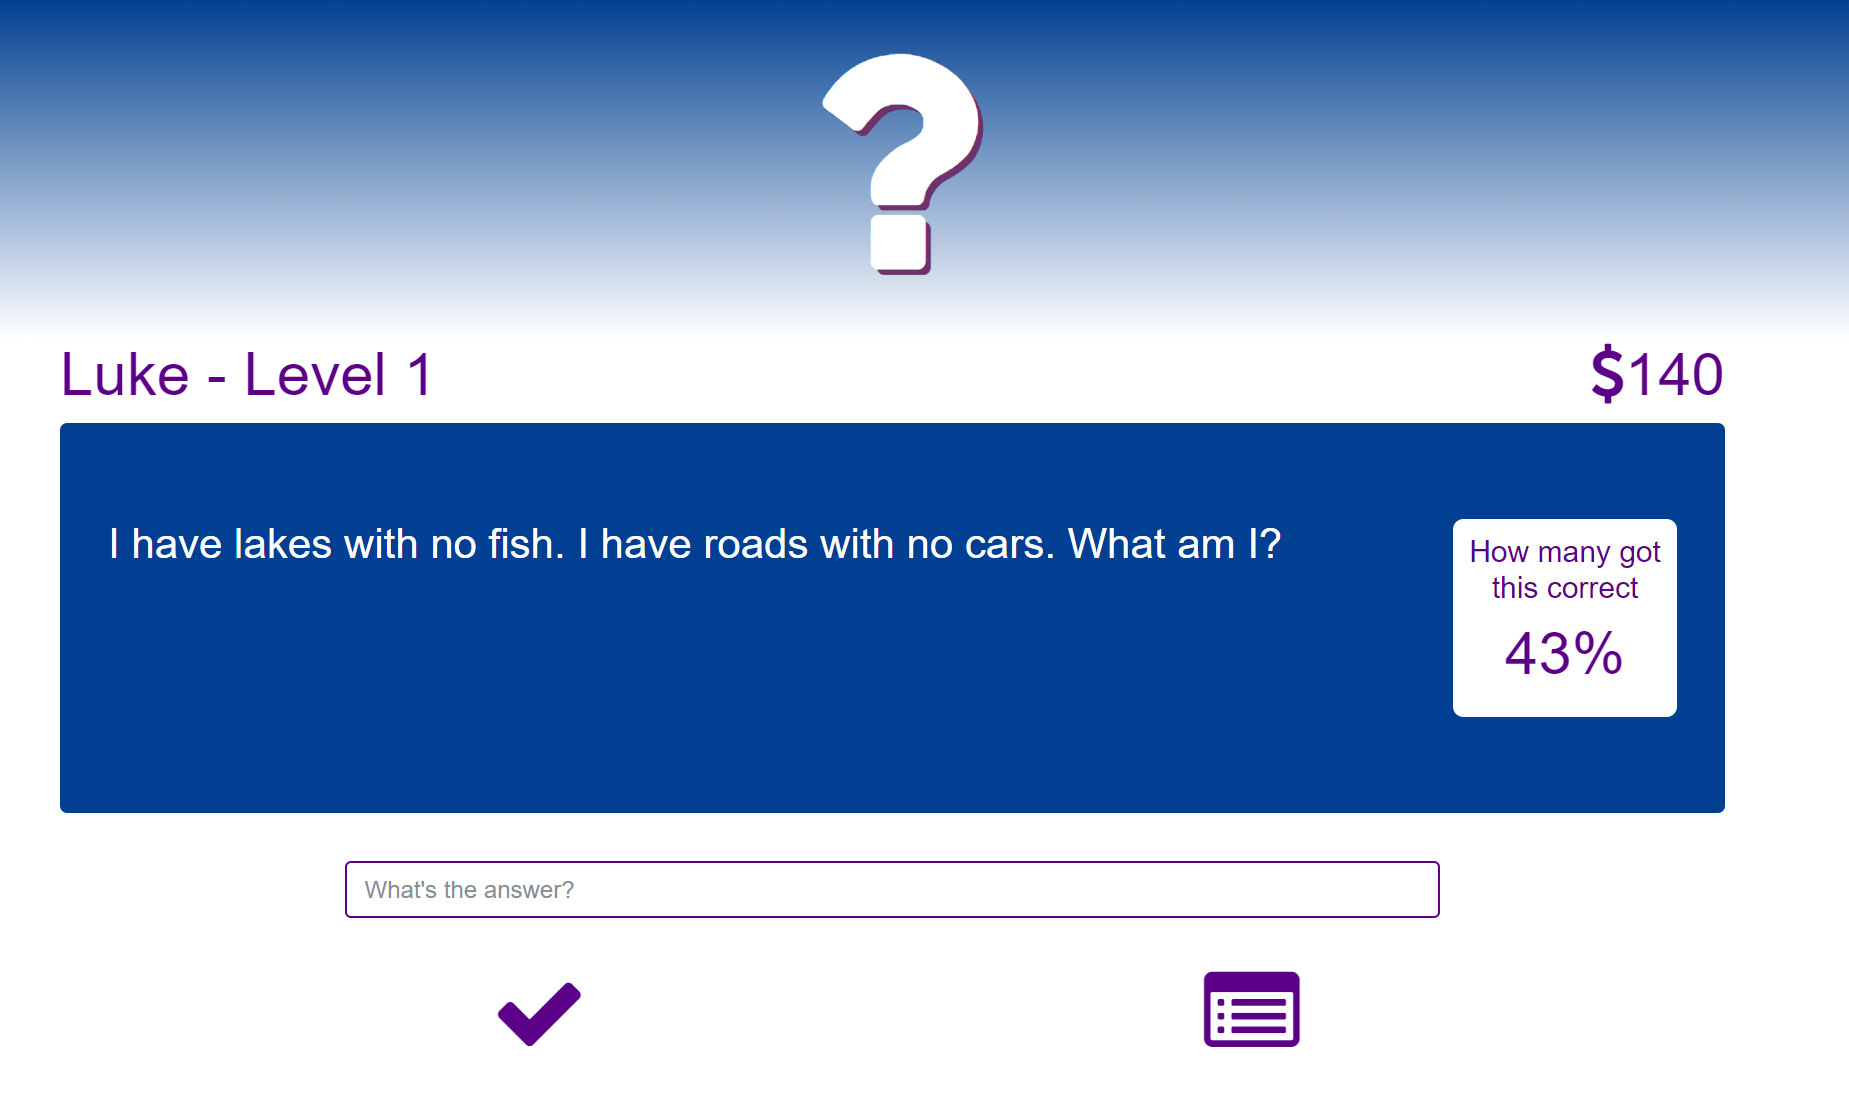 ?
Luke - Level 1
$140
I have lakes with no fish. I have roads with no cars. What am I?
How many got
this correct
43%
What's the answer?